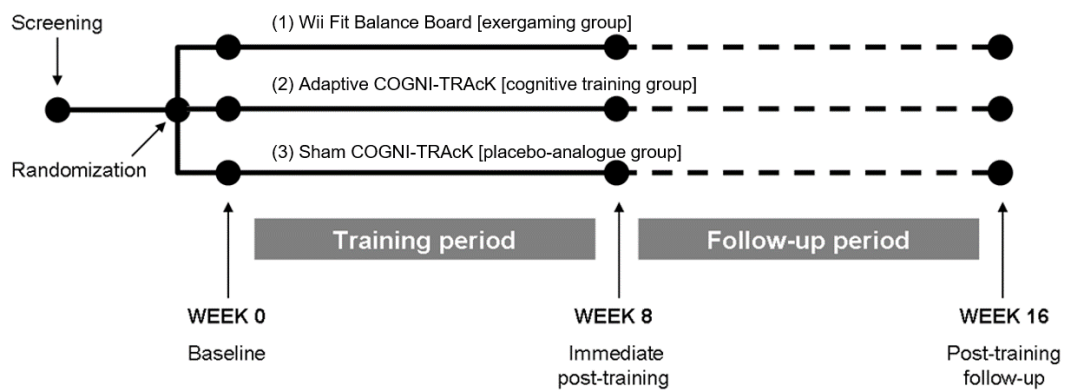 Screening
(1) Wii Fit Balance Board [exergaming group]
(2) Adaptive COGNI-TRAcK [cognitive training group]
Randomization
(3) Sham COGNI-TRAcK [placebo-analogue group]
Training period
Follow-up period
WEEK 0
Baseline
WEEK 8
Immediate
post-training
WEEK 16
Post-training
follow-up